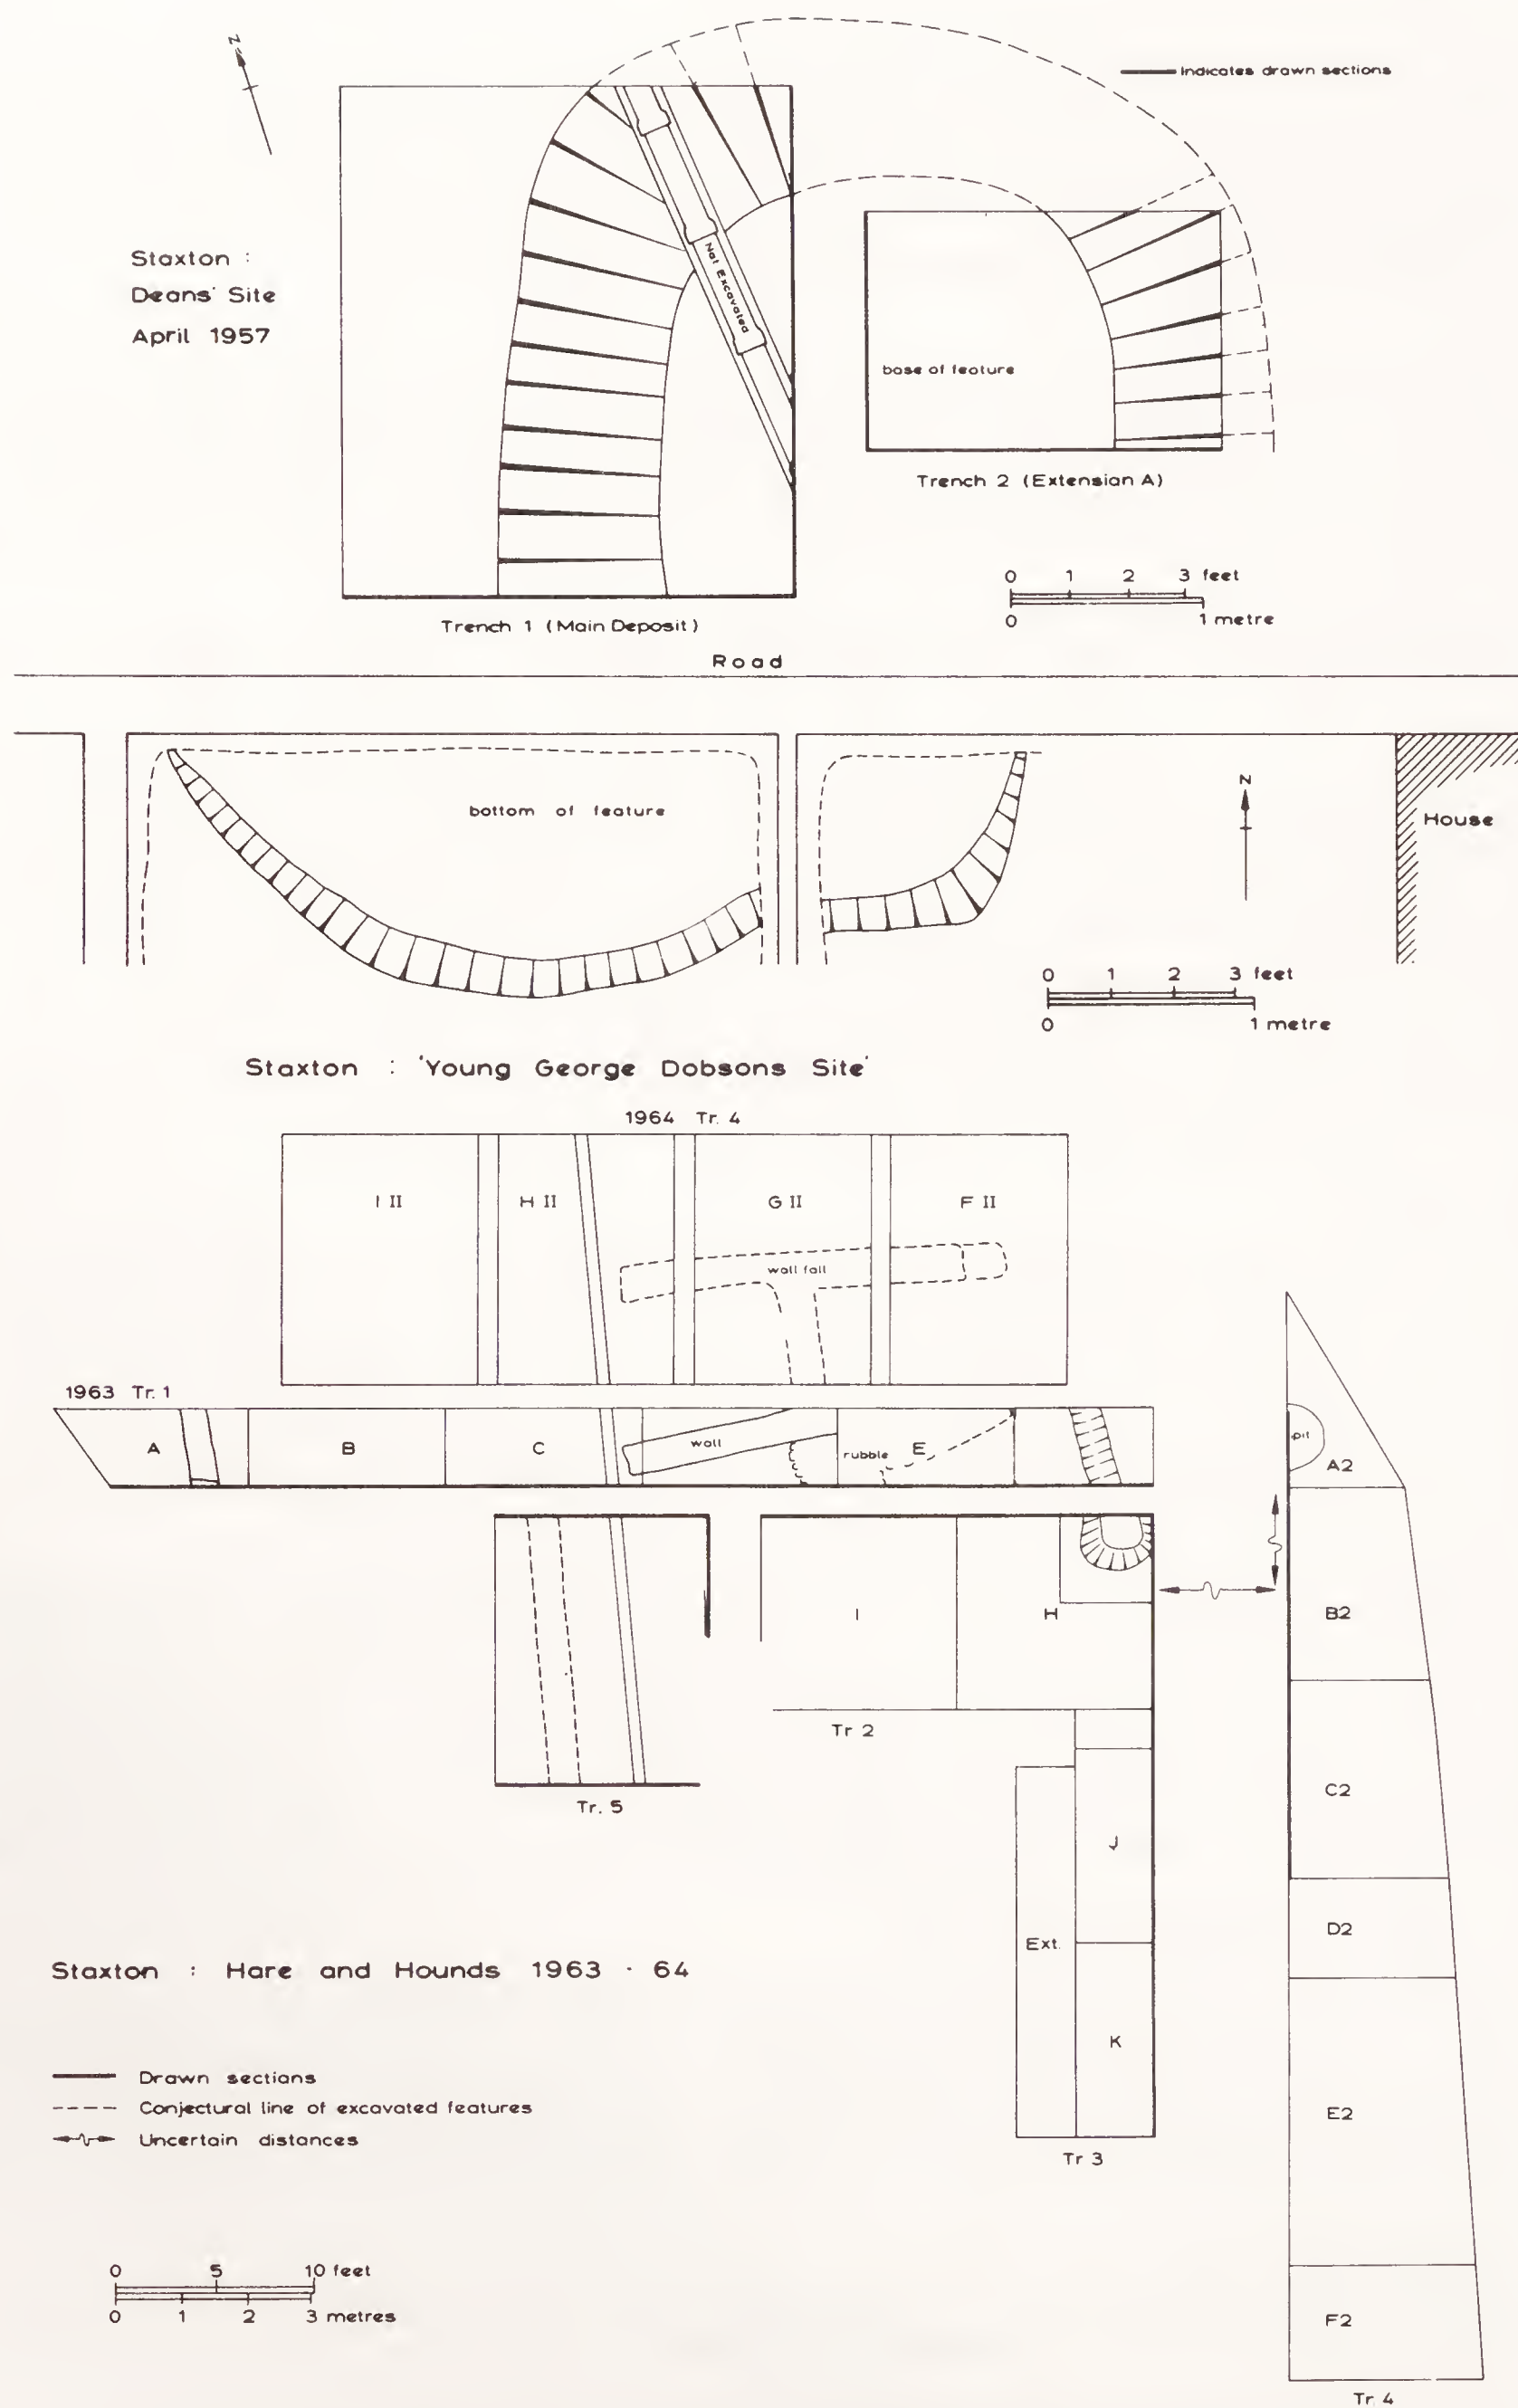 N
Indicates drawn sections
Staxton :
Deans' Site
April 1957
Not Excavated
base of feature
Trench 2 (Extension A)
0 1 2 3 feet
0 1 metre
Trench 1 (Main Deposit)
Road
bottom of feature
N
House
0 1 2 3 feet
0 1 metre
Staxton : 'Young George Dobsons Site'
1964 Tr. 4
I II H II G II F II
wall fall
1963 Tr. 1
A B C wall rubble E
pit
A2
I H
B2
Tr 2
C2
Tr. 5
J
D2
Ext.
Staxton : Hare and Hounds 1963 - 64
K
Drawn sections
Conjectural line of excavated features
E2
Uncertain distances
Tr 3
0 5 10 feet
0 1 2 3 metres
F2
Tr. 4